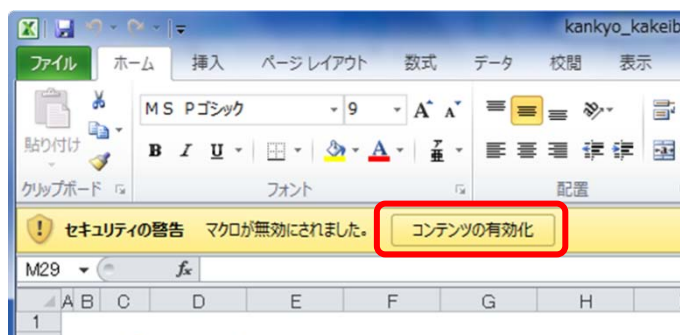 kankyo_kakeib
ファイル ホーム 挿入 ページ レイアウト 数式 データ 校閲 表示
MS Pゴシック 9 A A
貼り付け B I U A 亜
クリップボード フォント 配置
セキュリティの警告 マクロが無効にされました。 コンテンツの有効化
M29 fx
A B C D E F G H
1